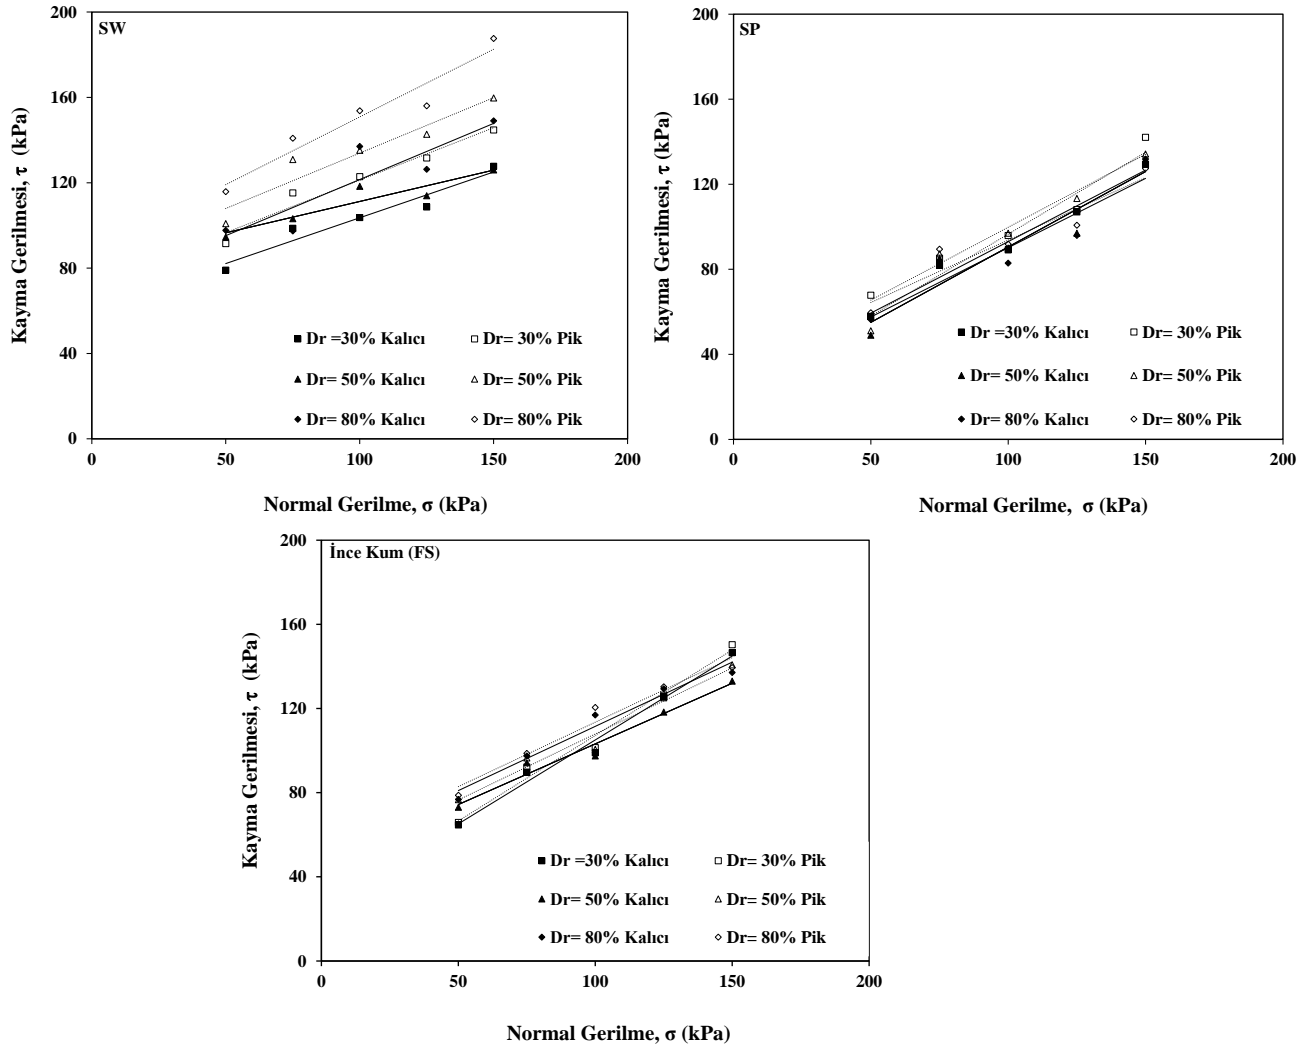 SW
200
160
120
80
40
0
0 50 100 150 200
Kayma Gerilmesi, τ (kPa)
Normal Gerilme, σ (kPa)
Dr =30% Kalıcı Dr= 30% Pik
Dr= 50% Kalıcı Dr= 50% Pik
Dr= 80% Kalıcı Dr= 80% Pik
SP
200
160
120
80
40
0
0 50 100 150 200
Kayma Gerilmesi, τ (kPa)
Normal Gerilme, σ (kPa)
Dr =30% Kalıcı Dr= 30% Pik
Dr= 50% Kalıcı Dr= 50% Pik
Dr= 80% Kalıcı Dr= 80% Pik
İnce Kum (FS)
200
160
120
80
40
0
0 50 100 150 200
Kayma Gerilmesi, τ (kPa)
Normal Gerilme, σ (kPa)
Dr =30% Kalıcı Dr= 30% Pik
Dr= 50% Kalıcı Dr= 50% Pik
Dr= 80% Kalıcı Dr= 80% Pik